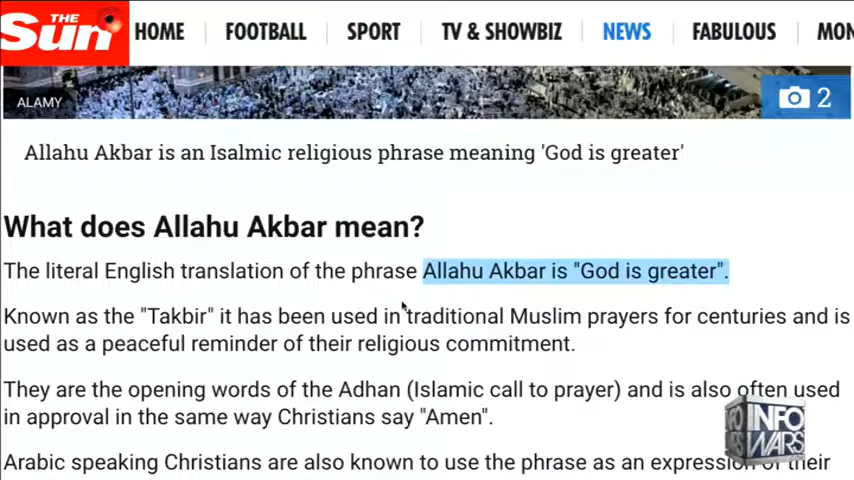 THE
Sun
HOME
FOOTBALL
SPORT
TV & SHOWBIZ
NEWS
FABULOUS
MON
ALAMY
2
Allahu Akbar is an Isalmic religious phrase meaning 'God is greater'
What does Allahu Akbar mean?
The literal English translation of the phrase Allahu Akbar is "God is greater".
Known as the "Takbir" it has been used in traditional Muslim prayers for centuries and is
used as a peaceful reminder of their religious commitment.
They are the opening words of the Adhan (Islamic call to prayer) and is also often used
in approval in the same way Christians say "Amen".
Arabic speaking Christians are also known to use the phrase as an expression of their
INFO
WARS